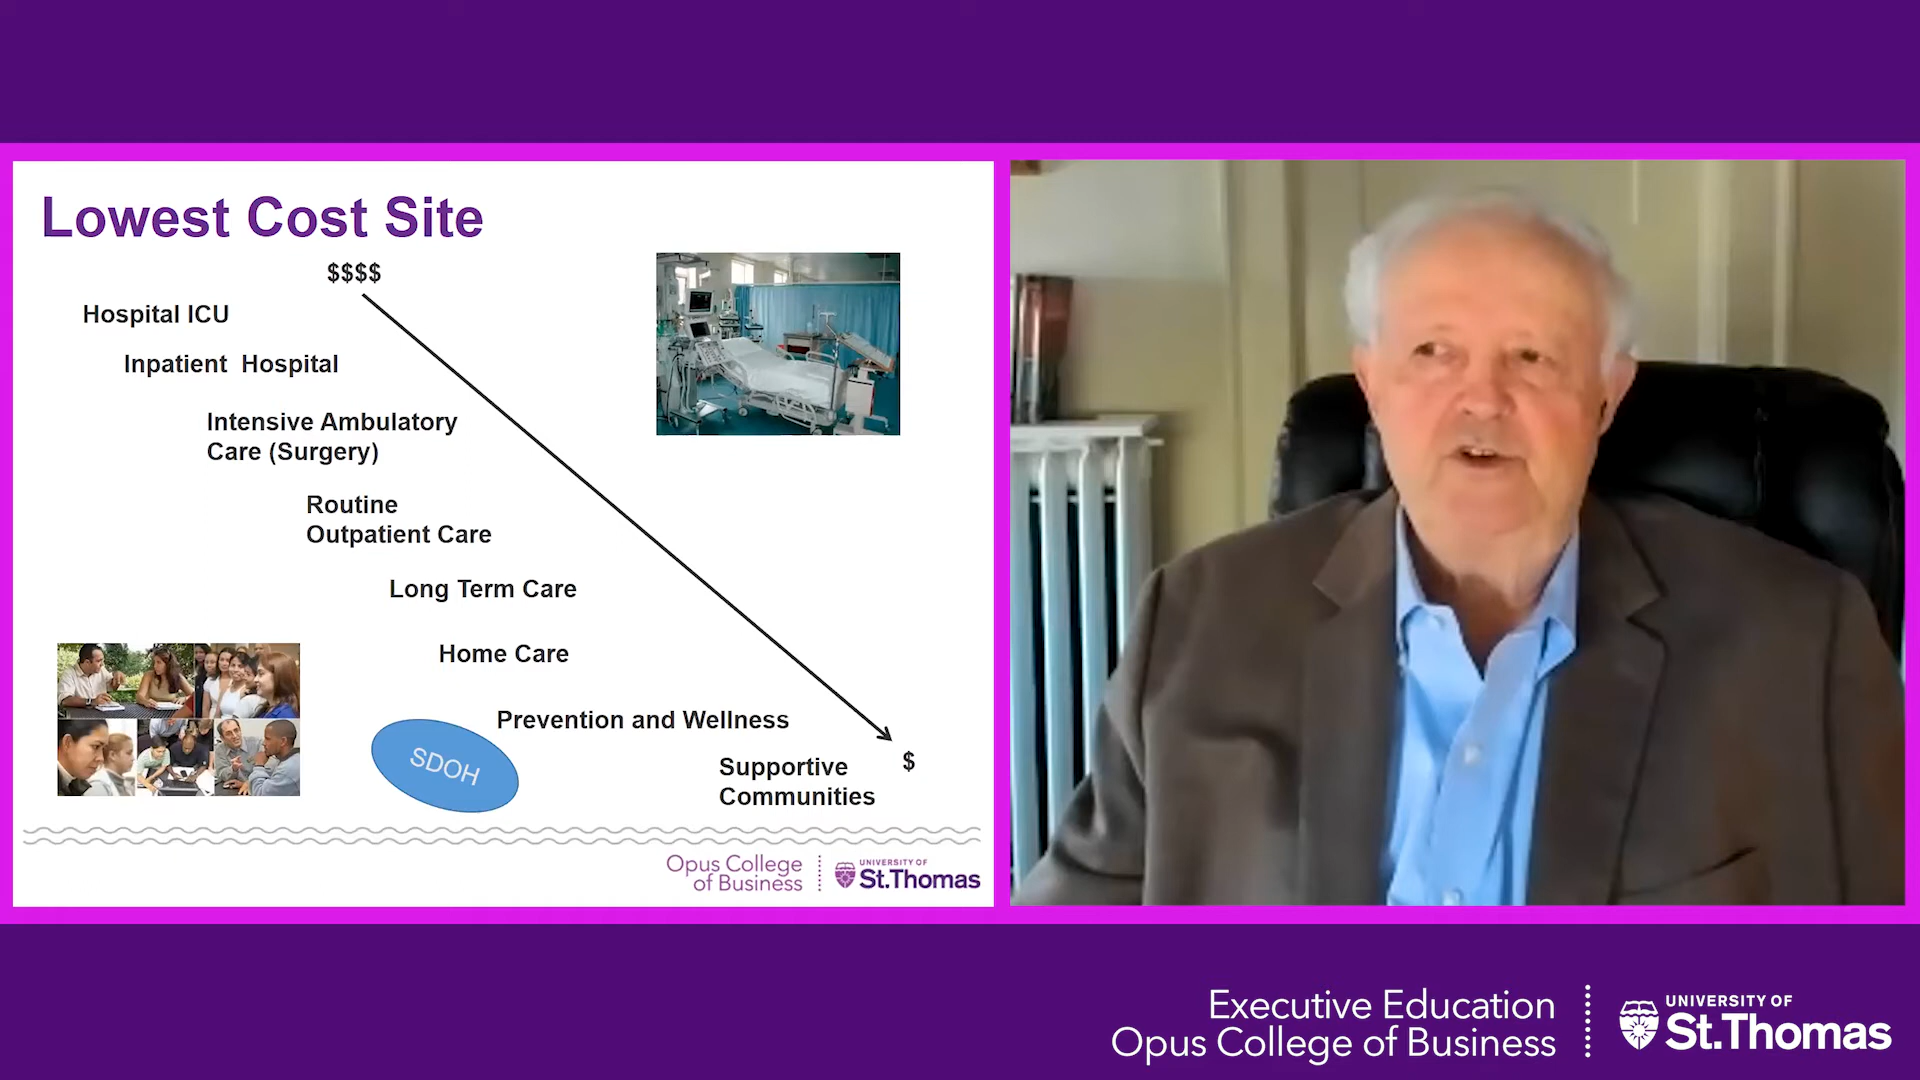 Lowest Cost Site
$$$$
Hospital ICU
Inpatient Hospital
Intensive Ambulatory
Care (Surgery)
Routine
Outpatient Care
Long Term Care
Home Care
Prevention and Wellness
SDOH
Supportive
Communities
$
Opus College
of Business
UNIVERSITY OF
St.Thomas
Executive Education
Opus College of Business
UNIVERSITY OF
St.Thomas